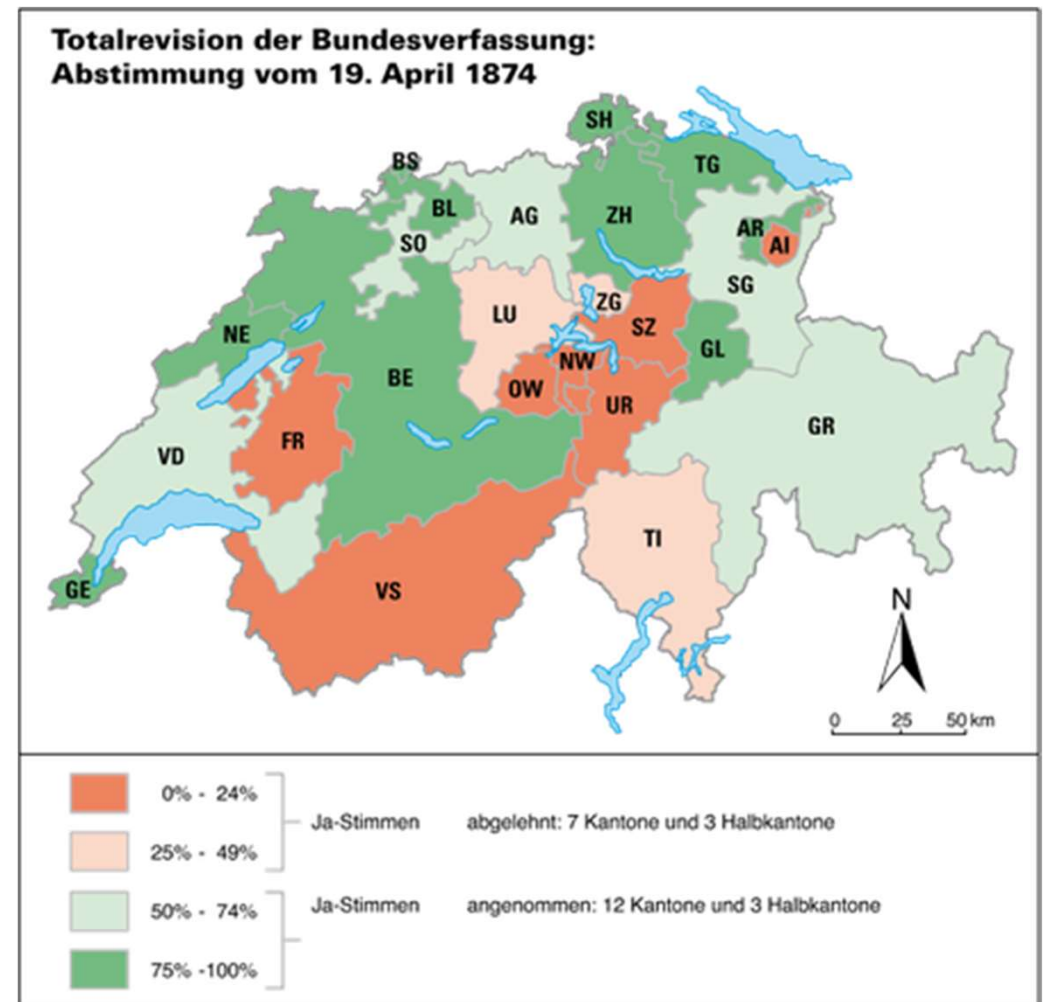 Totalrevision der Bundesverfassung:
Abstimmung vom 19. April 1874
SH
BS
TG
BL
AG
ZH
AR
SO
AI
SG
ZG
LU
SZ
NE
GL
NW
BE
OW
UR
GR
FR
VD
TI
GE
VS
N
0 25 50 km
0% - 24%
Ja-Stimmen abgelehnt: 7 Kantone und 3 Halbkantone
25% - 49%
50% - 74%
Ja-Stimmen angenommen: 12 Kantone und 3 Halbkantone
75% -100%